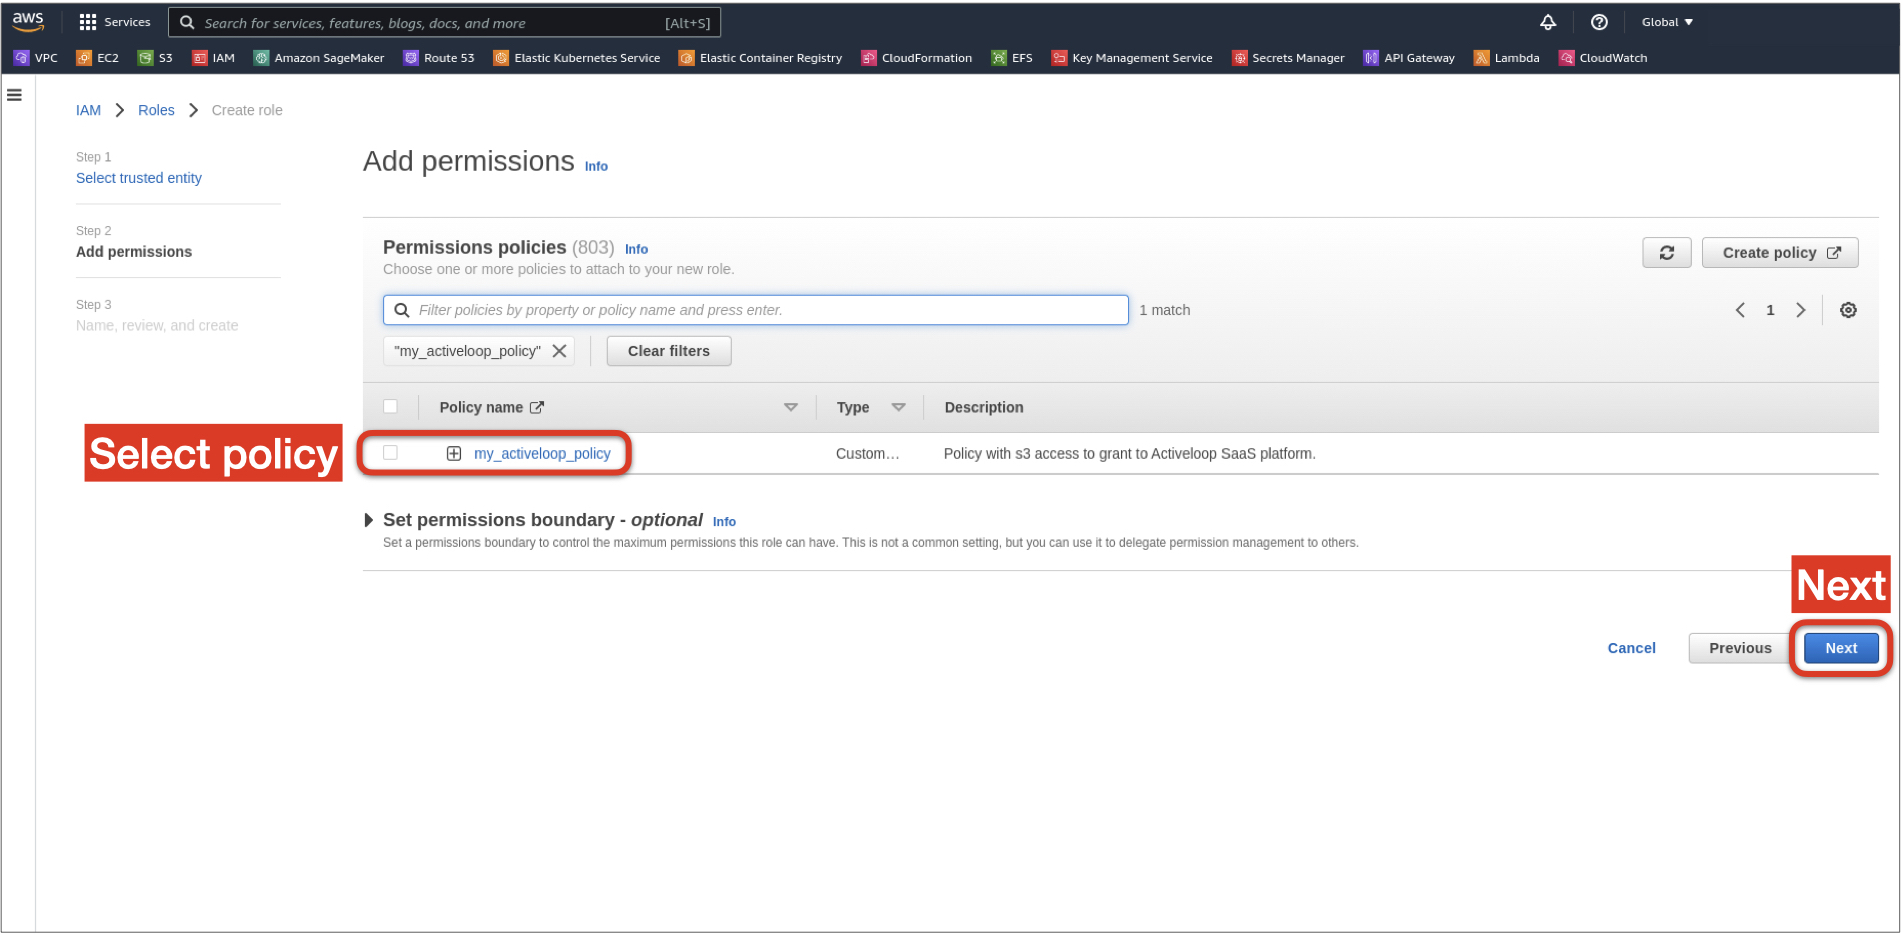 aws
Services
Search for services, features, blogs, docs, and more
[Alt+S]
Global
VPC
EC2
S3
IAM
Amazon SageMaker
Route 53
Elastic Kubernetes Service
Elastic Container Registry
CloudFormation
EFS
Key Management Service
Secrets Manager
API Gateway
Lambda
CloudWatch
IAM
Roles
Create role
Step 1
Select trusted entity
Step 2
Add permissions
Step 3
Name, review, and create
Add permissions Info
Permissions policies (803) Info
Choose one or more policies to attach to your new role.
Create policy
Filter policies by property or policy name and press enter.
1 match
1
"my_activeloop_policy"
Clear filters
Policy name
Type
Description
Select policy
my_activeloop_policy
Custom…
Policy with s3 access to grant to Activeloop SaaS platform.
Set permissions boundary - optional Info
Set a permissions boundary to control the maximum permissions this role can have. This is not a common setting, but you can use it to delegate permission management to others.
Next
Cancel
Previous
Next